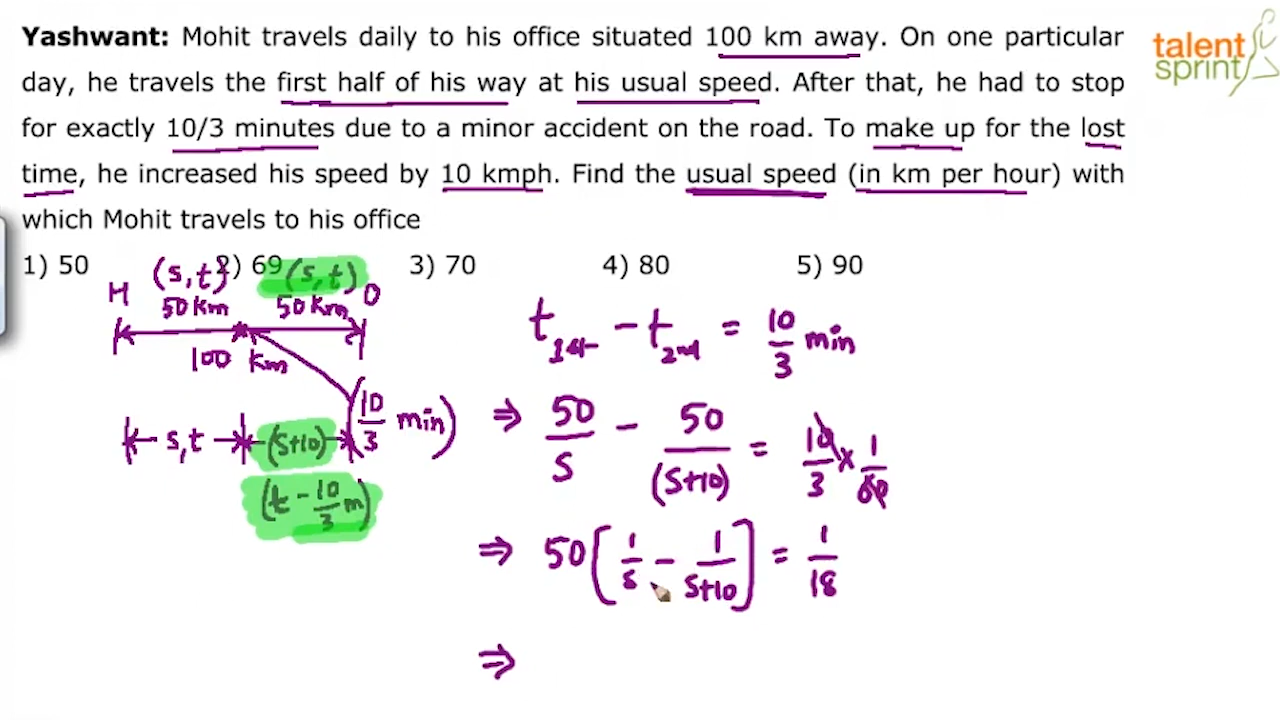 Yashwant: Mohit travels daily to his office situated 100 km away. On one particular
day, he travels the first half of his way at his usual speed. After that, he had to stop
for exactly 10/3 minutes due to a minor accident on the road. To make up for the lost
time, he increased his speed by 10 kmph. Find the usual speed (in km per hour) with
which Mohit travels to his office
talent
sprint
1) 50 2) 69 3) 70 4) 80 5) 90
H (s,t) (s,t) O
50 Km 50 Km
100 Km
(10/3 min)
s,t (S+10)
(t - 10/3 m)
t 1st - t 2nd = 10/3 min
⇒ 50/S - 50/(S+10) = 10/3 × 1/60
⇒ 50[1/s - 1/S+10] = 1/18
⇒